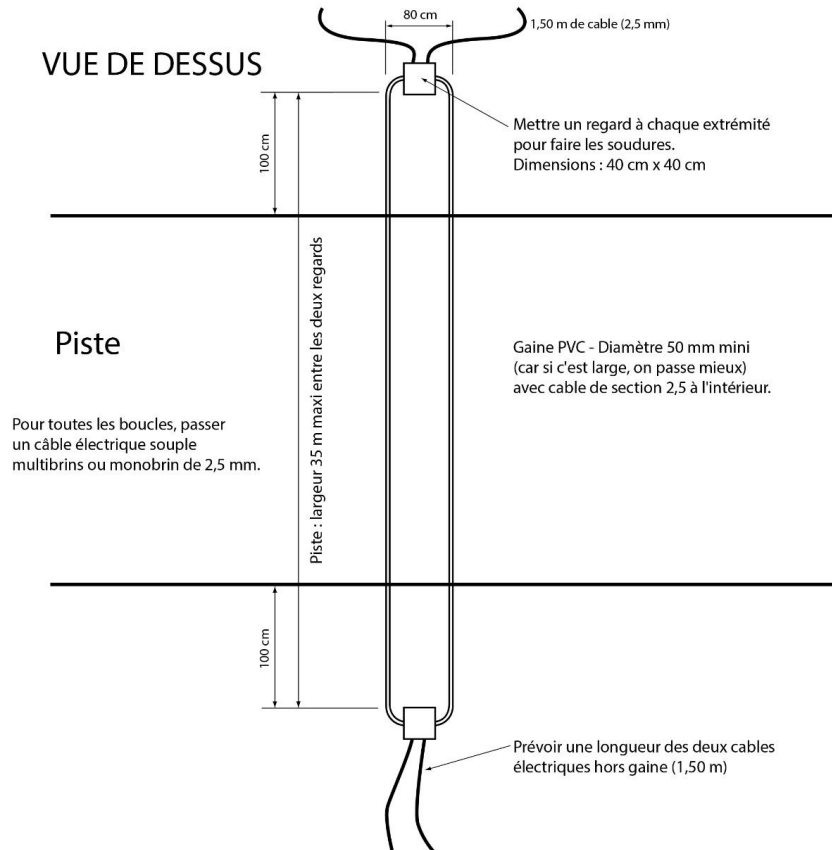 80 cm
1,50 m de cable (2,5 mm)
VUE DE DESSUS
Mettre un regard à chaque extrémité
pour faire les soudures.
Dimensions : 40 cm x 40 cm
100 cm
Piste : largeur 35 m maxi entre les deux regards
Piste
Gaine PVC - Diamètre 50 mm mini
(car si c'est large, on passe mieux)
avec cable de section 2,5 à l'intérieur.
Pour toutes les boucles, passer
un câble électrique souple
multibrins ou monobrin de 2,5 mm.
100 cm
Prévoir une longueur des deux cables
électriques hors gaine (1,50 m)